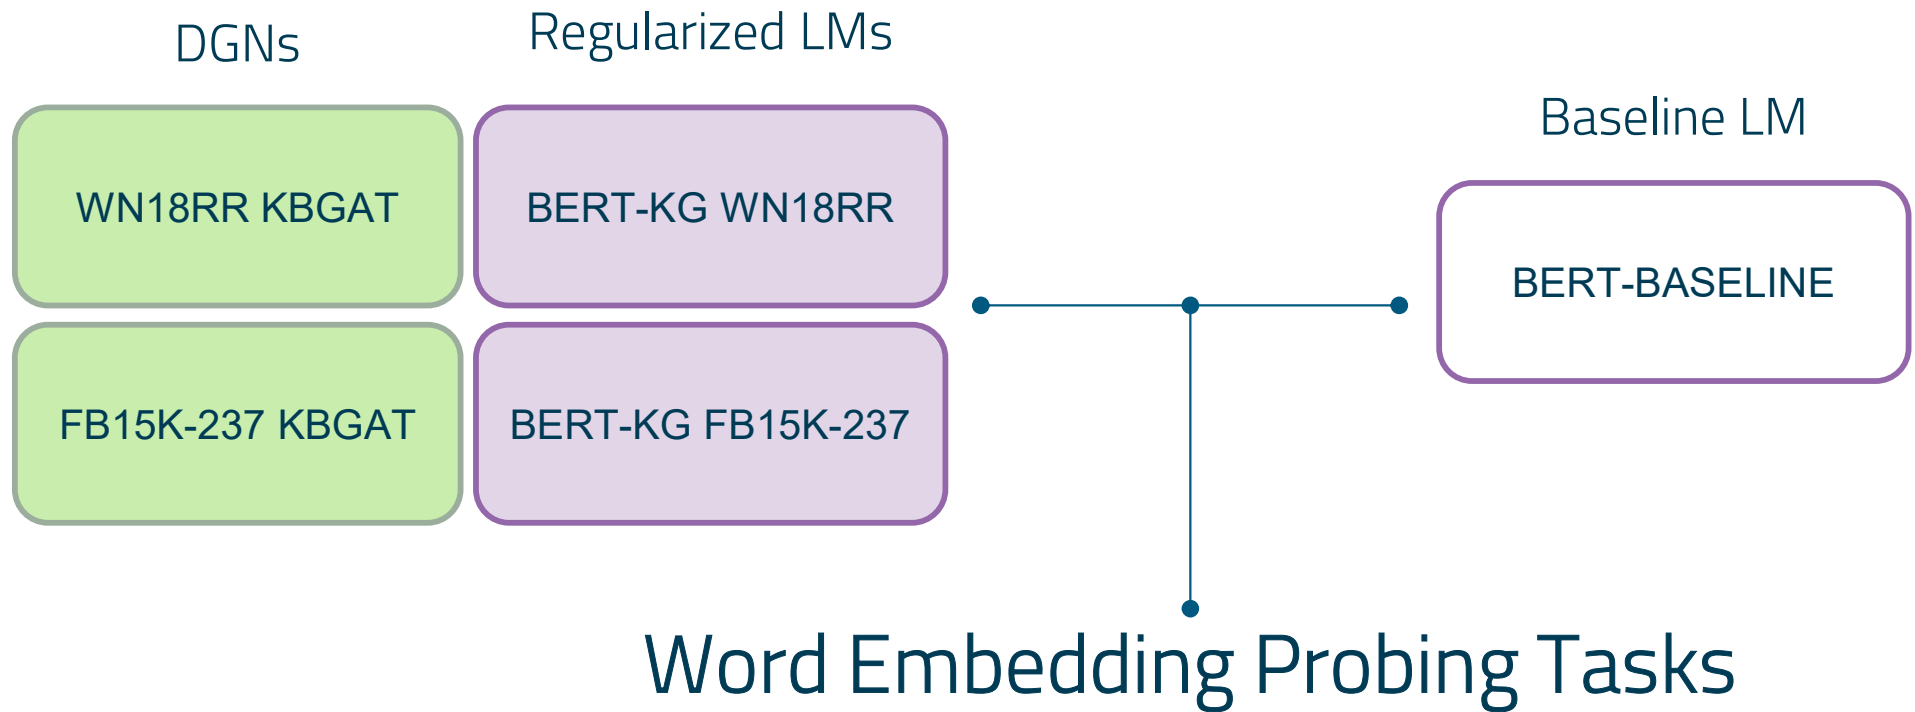 DGNs
Regularized LMs
Baseline LM
WN18RR KBGAT
BERT-KG WN18RR
BERT-BASELINE
FB15K-237 KBGAT
BERT-KG FB15K-237
Word Embedding Probing Tasks